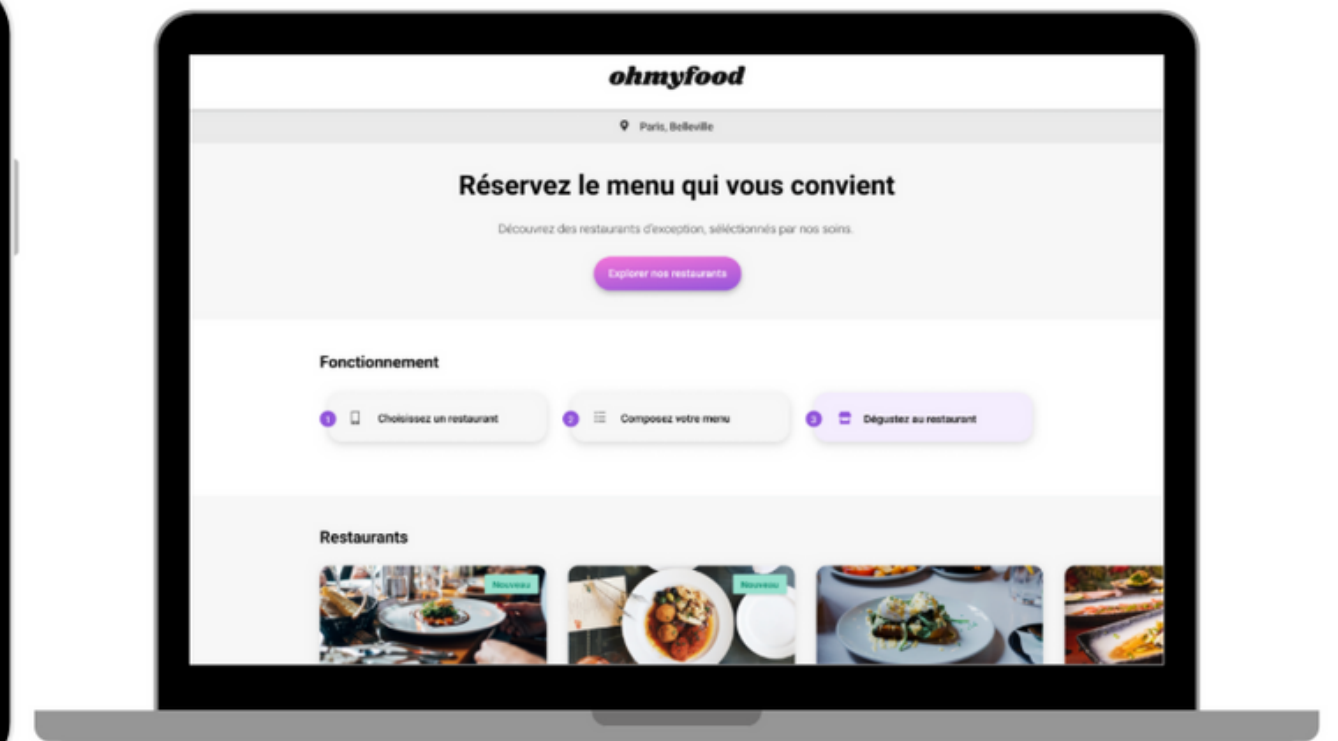 ohmyfood
Paris, Belleville
Réservez le menu qui vous convient
Découvrez des restaurants d'exception, séléctionnés par nos soins.
Explorer nos restaurants
Fonctionnement
1 Choisissez un restaurant
2 Composez votre menu
3 Dégustez au restaurant
Restaurants
Nouveau
Nouveau